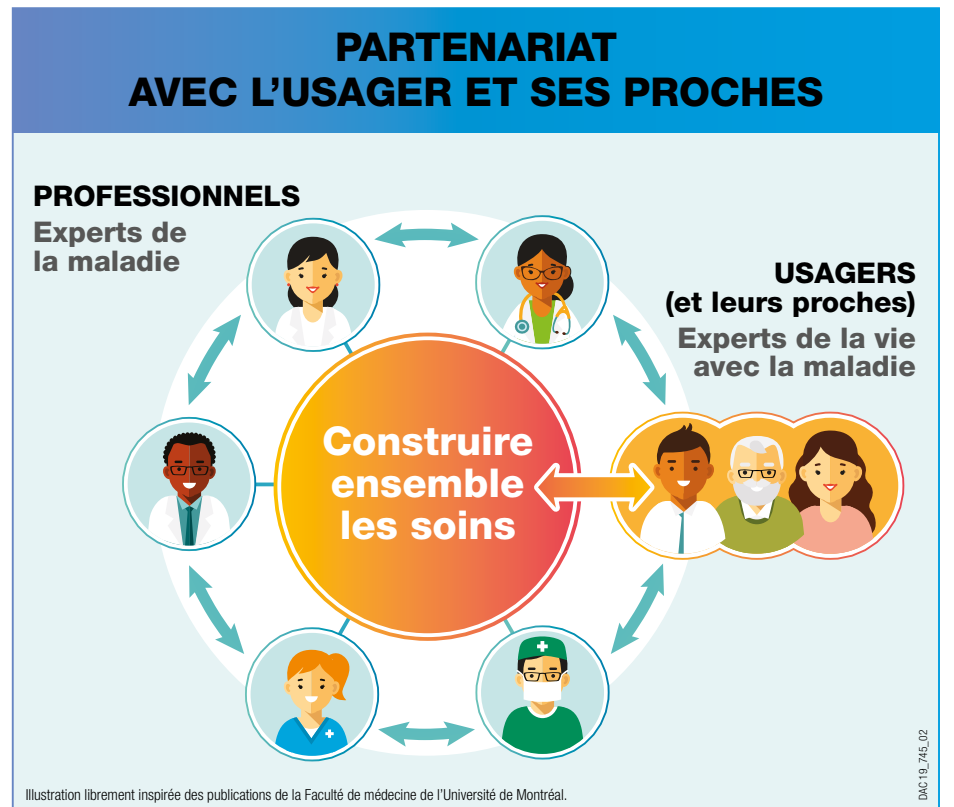 PARTENARIAT
AVEC L’USAGER ET SES PROCHES
PROFESSIONNELS
Experts de
la maladie
USAGERS
(et leurs proches)
Experts de la vie
avec la maladie
Construire
ensemble
les soins
Illustration librement inspirée des publications de la Faculté de médecine de l’Université de Montréal.
DAC19_745_02